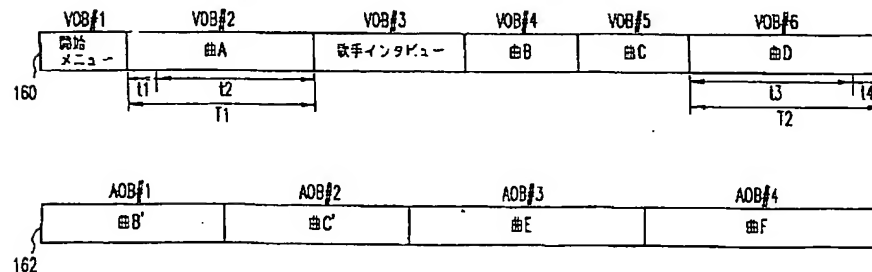 VOB#1 VOB#2 VOB#3 VOB#4 VOB#5 VOB#6
開始
メニュー 曲A 歌手インタビュー 曲B 曲C 曲D
160 t1 t2 t3 t4
T1 T2
AOB#1 AOB#2 AOB#3 AOB#4
曲B' 曲C' 曲E 曲F
162